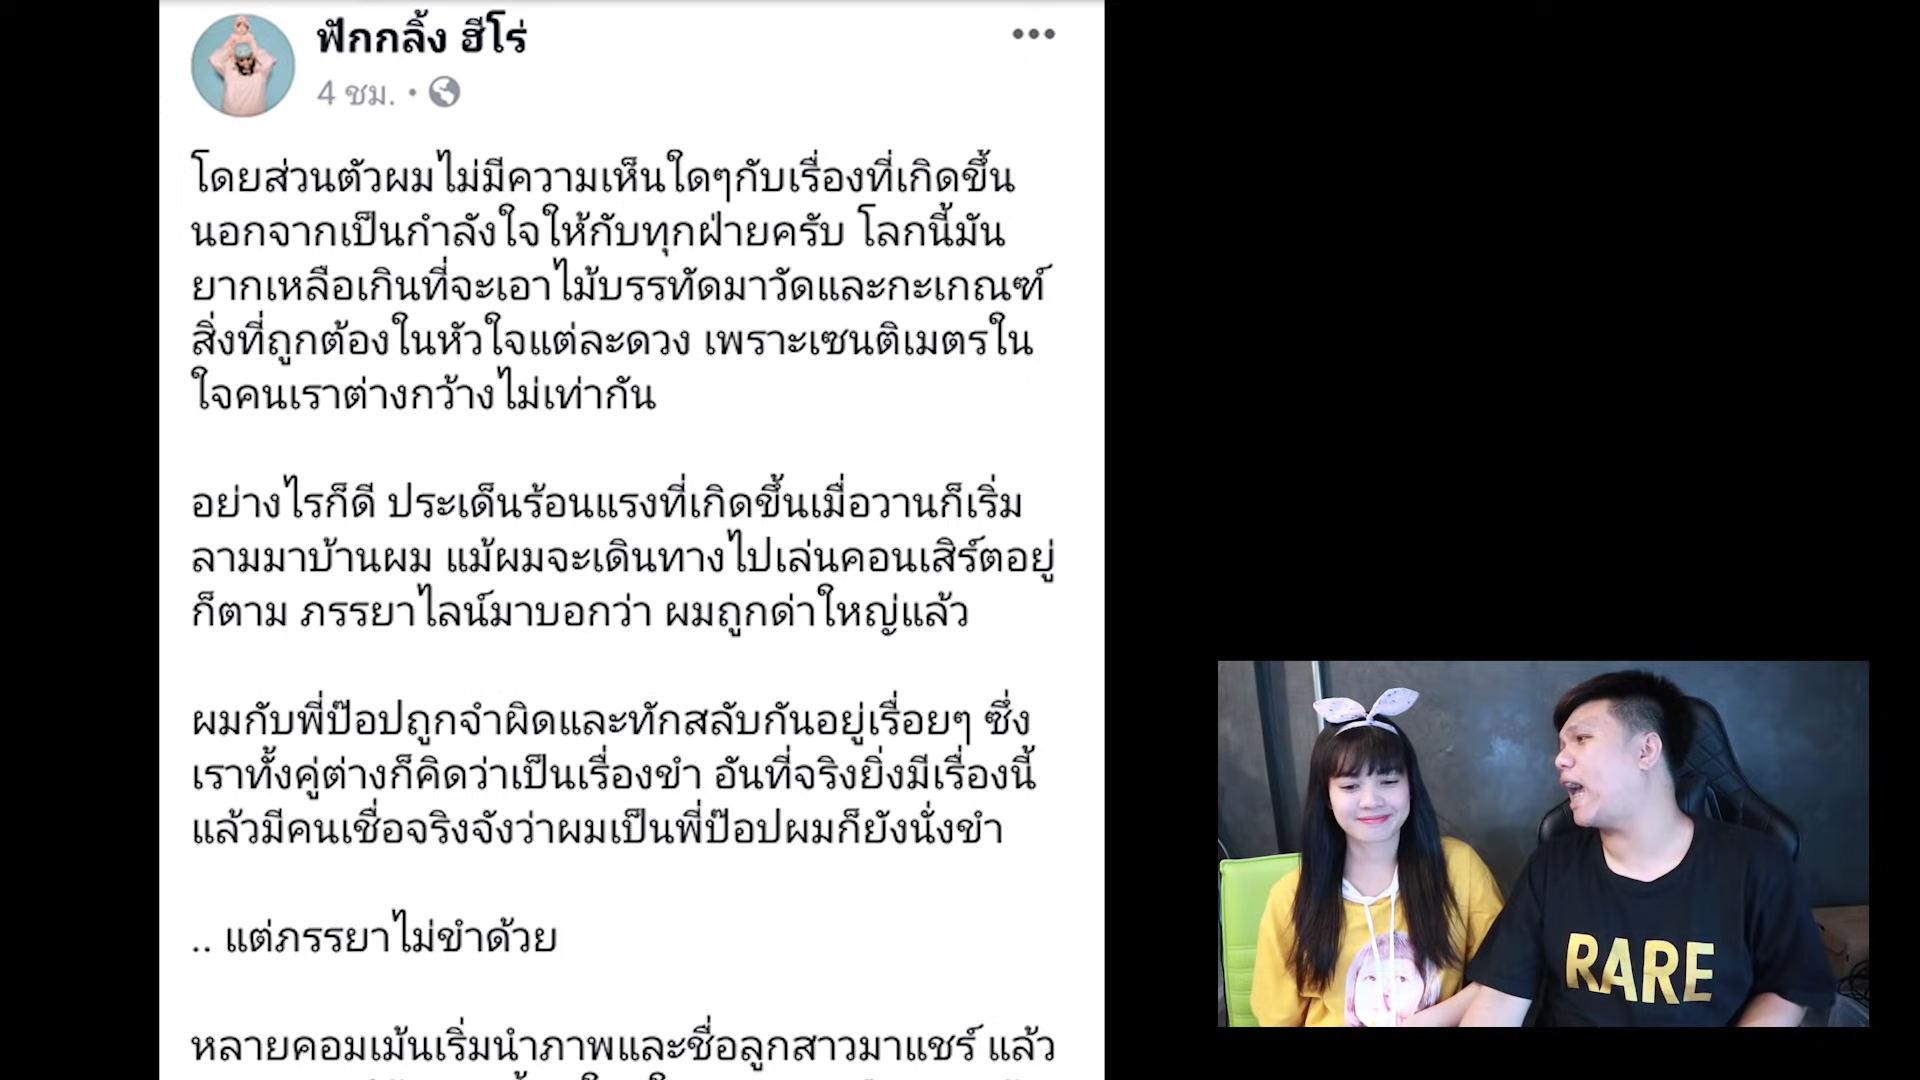 ฟักกลิ้ง ฮีโร่
4 ชม. •
โดยส่วนตัวผมไม่มีความเห็นใดๆกับเรื่องที่เกิดขึ้น
นอกจากเป็นกำลังใจให้กับทุกฝ่ายครับ โลกนี้มัน
ยากเหลือเกินที่จะเอาไม้บรรทัดมาวัดและกะเกณฑ์
สิ่งที่ถูกต้องในหัวใจแต่ละดวง เพราะเซนติเมตรใน
ใจคนเราต่างกว้างไม่เท่ากัน
อย่างไรก็ดี ประเด็นร้อนแรงที่เกิดขึ้นเมื่อวานก็เริ่ม
ลามมาบ้านผม แม้ผมจะเดินทางไปเล่นคอนเสิร์ตอยู่
ก็ตาม ภรรยาไลน์มาบอกว่า ผมถูกด่าใหญ่แล้ว
ผมกับพี่ป๊อปถูกจำผิดและทักสลับกันอยู่เรื่อยๆ ซึ่ง
เราทั้งคู่ต่างก็คิดว่าเป็นเรื่องขำ อันที่จริงยิ่งมีเรื่องนี้
แล้วมีคนเชื่อจริงจังว่าผมเป็นพี่ป๊อปผมก็ยังนั่งขำ
.. แต่ภรรยาไม่ขำด้วย
หลายคอมเม้นเริ่มนำภาพและชื่อลูกสาวมาแชร์ แล้ว
RARE